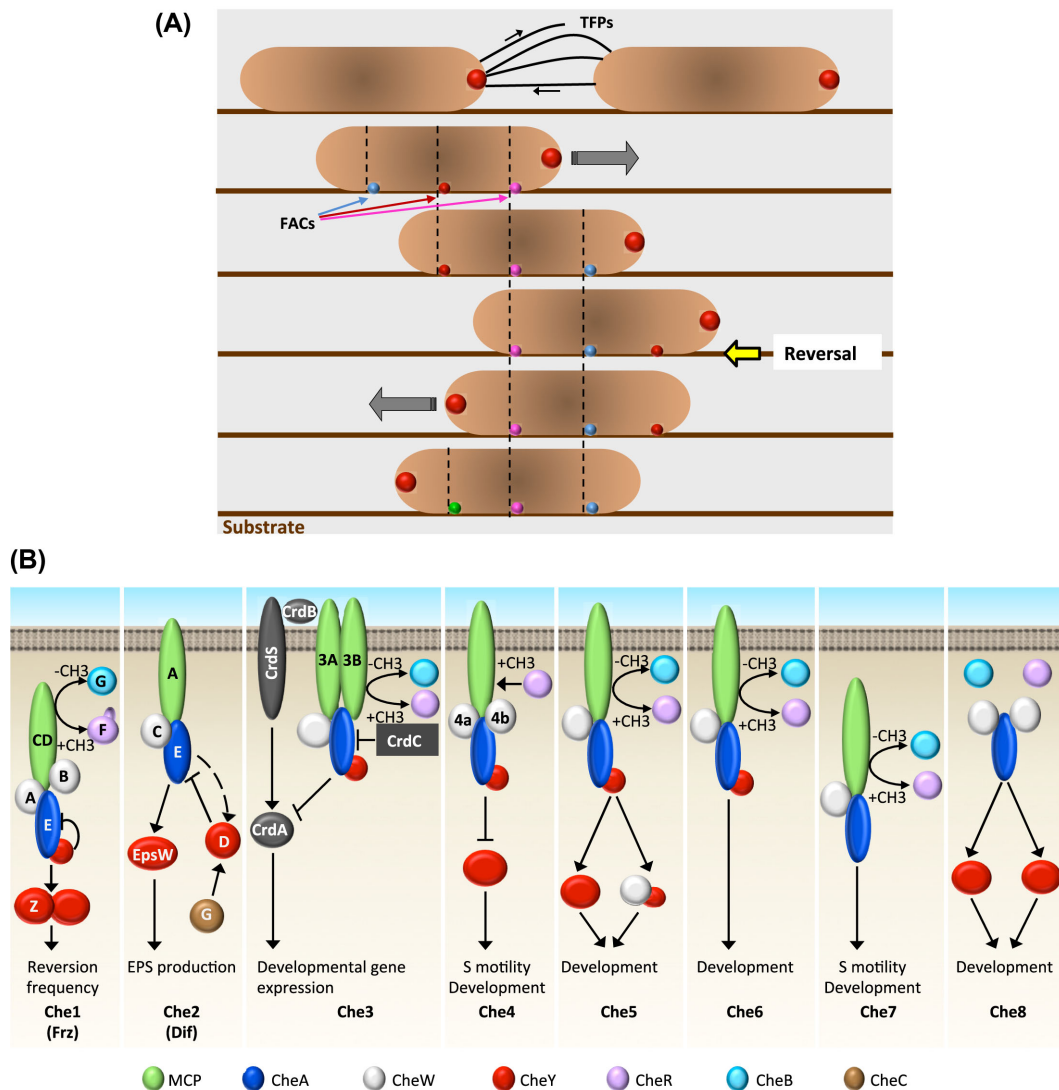 (A)
TFPs
FACs
Reversal
Substrate
(B)
-CH3
G
F
+CH3
CD
B
A
E
Z
Reversion
frequency
Che1
(Frz)
A
C
E
EpsW
D
G
EPS production
Che2
(Dif)
CrdS
CrdB
3A
3B
-CH3
+CH3
CrdC
CrdA
Developmental gene
expression
Che3
+CH3
4a
4b
S motility
Development
Che4
-CH3
+CH3
Development
Che5
-CH3
+CH3
Development
Che6
-CH3
+CH3
S motility
Development
Che7
Development
Che8
MCP
CheA
CheW
CheY
CheR
CheB
CheC